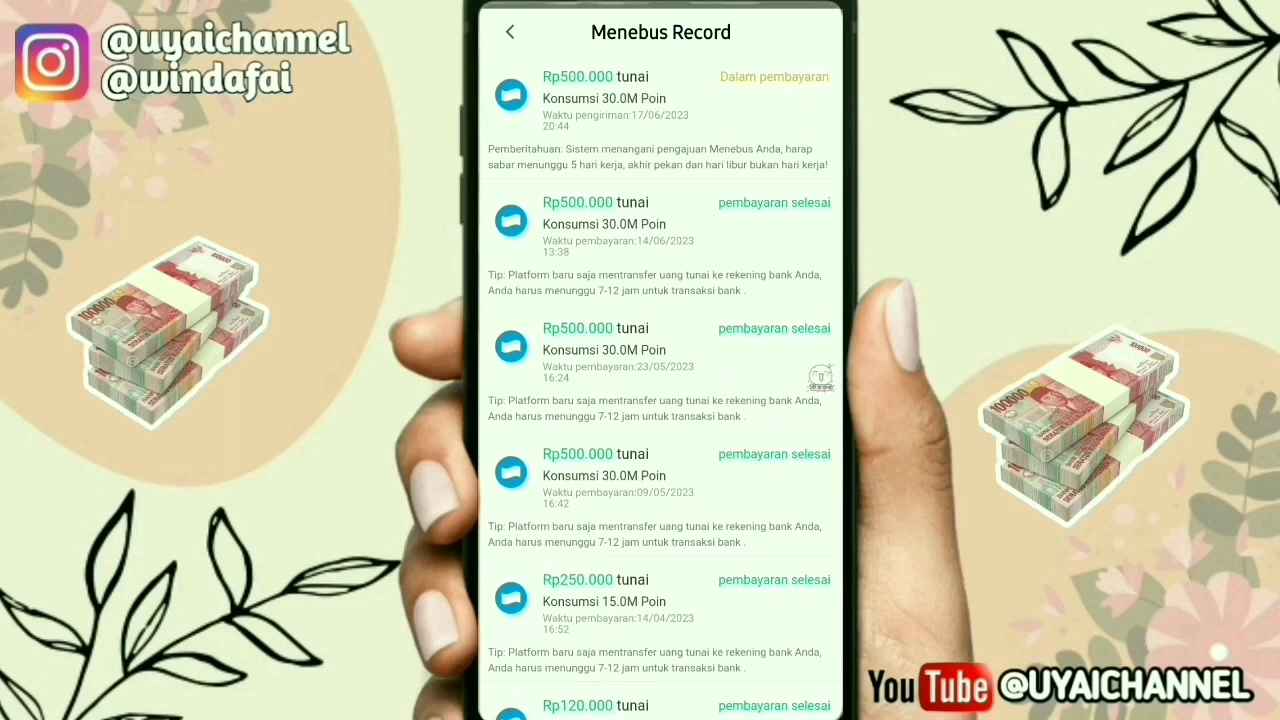 @uyaichannel
@windafai
Menebus Record
Rp500.000 tunai
Dalam pembayaran
Konsumsi 30.0M Poin
Waktu pengiriman:17/06/2023
20:44
Pemberitahuan: Sistem menangani pengajuan Menebus Anda, harap
sabar menunggu 5 hari kerja, akhir pekan dan hari libur bukan hari kerja!
Rp500.000 tunai
pembayaran selesai
Konsumsi 30.0M Poin
Waktu pembayaran:14/06/2023
13:38
Tip: Platform baru saja mentransfer uang tunai ke rekening bank Anda,
Anda harus menunggu 7-12 jam untuk transaksi bank .
Rp500.000 tunai
pembayaran selesai
Konsumsi 30.0M Poin
Waktu pembayaran:23/05/2023
16:24
Tip: Platform baru saja mentransfer uang tunai ke rekening bank Anda,
Anda harus menunggu 7-12 jam untuk transaksi bank .
Rp500.000 tunai
pembayaran selesai
Konsumsi 30.0M Poin
Waktu pembayaran:09/05/2023
16:42
Tip: Platform baru saja mentransfer uang tunai ke rekening bank Anda,
Anda harus menunggu 7-12 jam untuk transaksi bank .
Rp250.000 tunai
pembayaran selesai
Konsumsi 15.0M Poin
Waktu pembayaran:14/04/2023
16:52
Tip: Platform baru saja mentransfer uang tunai ke rekening bank Anda,
Anda harus menunggu 7-12 jam untuk transaksi bank .
Rp120.000 tunai
pembayaran selesai
100000
100000
YouTube @UYAICHANNEL